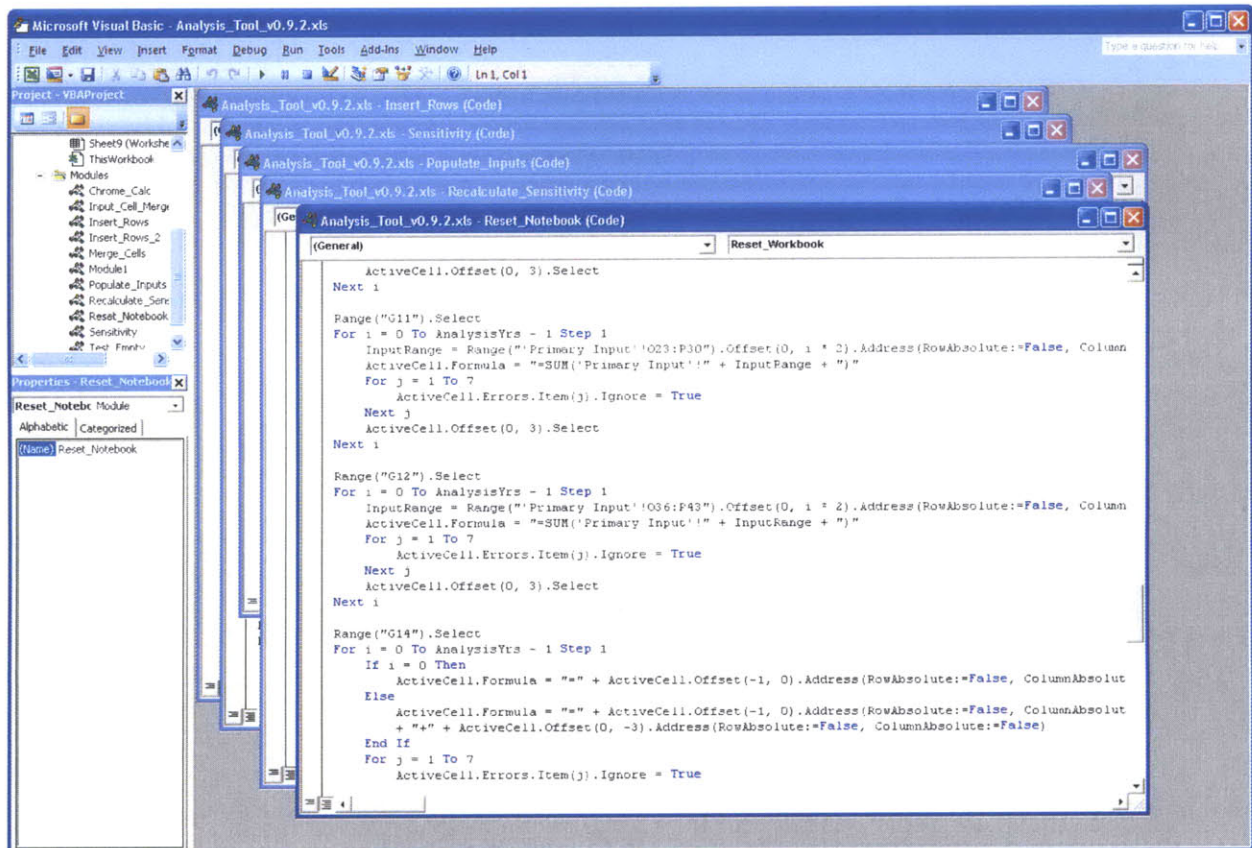 Microsoft Visual Basic - Analysis_Tool_v0.9.2.xls
File Edit View Insert Format Debug Run Tools Add-Ins Window Help
Type a question for help
Ln 1, Col 1
Project - VBAProject
Sheet9 (Workshe
ThisWorkbook
Modules
Chrome_Calc
Input_Cell_Merge
Insert_Rows
Insert_Rows_2
Merge_Cells
Module1
Populate_Inputs
Recalculate_Sens
Reset_Notebook
Sensitivity
Test_Empty
Properties - Reset_Notebook
Reset_Notebc Module
Alphabetic Categorized
(Name) Reset_Notebook
Analysis_Tool_v0.9.2.xls - Insert_Rows (Code)
Analysis_Tool_v0.9.2.xls - Sensitivity (Code)
Analysis_Tool_v0.9.2.xls - Populate_Inputs (Code)
Analysis_Tool_v0.9.2.xls - Recalculate_Sensitivity (Code)
(Ge
Analysis_Tool_v0.9.2.xls - Reset_Notebook (Code)
(General) Reset_Workbook
ActiveCell.Offset(0, 3).Select
Next i
Range("G11").Select
For i = 0 To AnalysisYrs - 1 Step 1
InputRange = Range("'Primary Input'!O23:P30").Offset(0, i * 2).Address(RowAbsolute:=False, Column
ActiveCell.Formula = "=SUM('Primary Input'!" + InputRange + ")"
For j = 1 To 7
ActiveCell.Errors.Item(j).Ignore = True
Next j
ActiveCell.Offset(0, 3).Select
Next i
Range("G12").Select
For i = 0 To AnalysisYrs - 1 Step 1
InputRange = Range("'Primary Input'!O36:P43").Offset(0, i * 2).Address(RowAbsolute:=False, Column
ActiveCell.Formula = "=SUM('Primary Input'!" + InputRange + ")"
For j = 1 To 7
ActiveCell.Errors.Item(j).Ignore = True
Next j
ActiveCell.Offset(0, 3).Select
Next i
Range("G14").Select
For i = 0 To AnalysisYrs - 1 Step 1
If i = 0 Then
ActiveCell.Formula = "=" + ActiveCell.Offset(-1, 0).Address(RowAbsolute:=False, ColumnAbsolut
Else
ActiveCell.Formula = "=" + ActiveCell.Offset(-1, 0).Address(RowAbsolute:=False, ColumnAbsolut
+ "+" + ActiveCell.Offset(0, -3).Address(RowAbsolute:=False, ColumnAbsolute:=False)
End If
For j = 1 To 7
ActiveCell.Errors.Item(j).Ignore = True